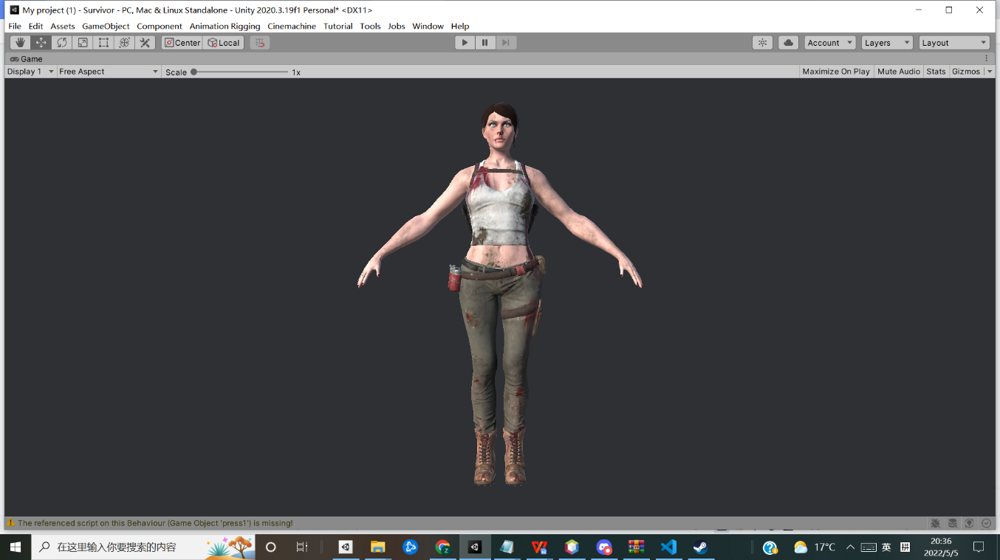 My project (1) - Survivor - PC, Mac & Linux Standalone - Unity 2020.3.19f1 Personal* <DX11>
File Edit Assets GameObject Component Animation Rigging Cinemachine Tutorial Tools Jobs Window Help
Center Local Account Layers Layout
Game
Display 1 Free Aspect Scale 1x Maximize On Play Mute Audio Stats Gizmos
The referenced script on this Behaviour (Game Object 'press1') is missing!
在这里输入你要搜索的内容 17°C 英 拼 20:36
2022/5/5